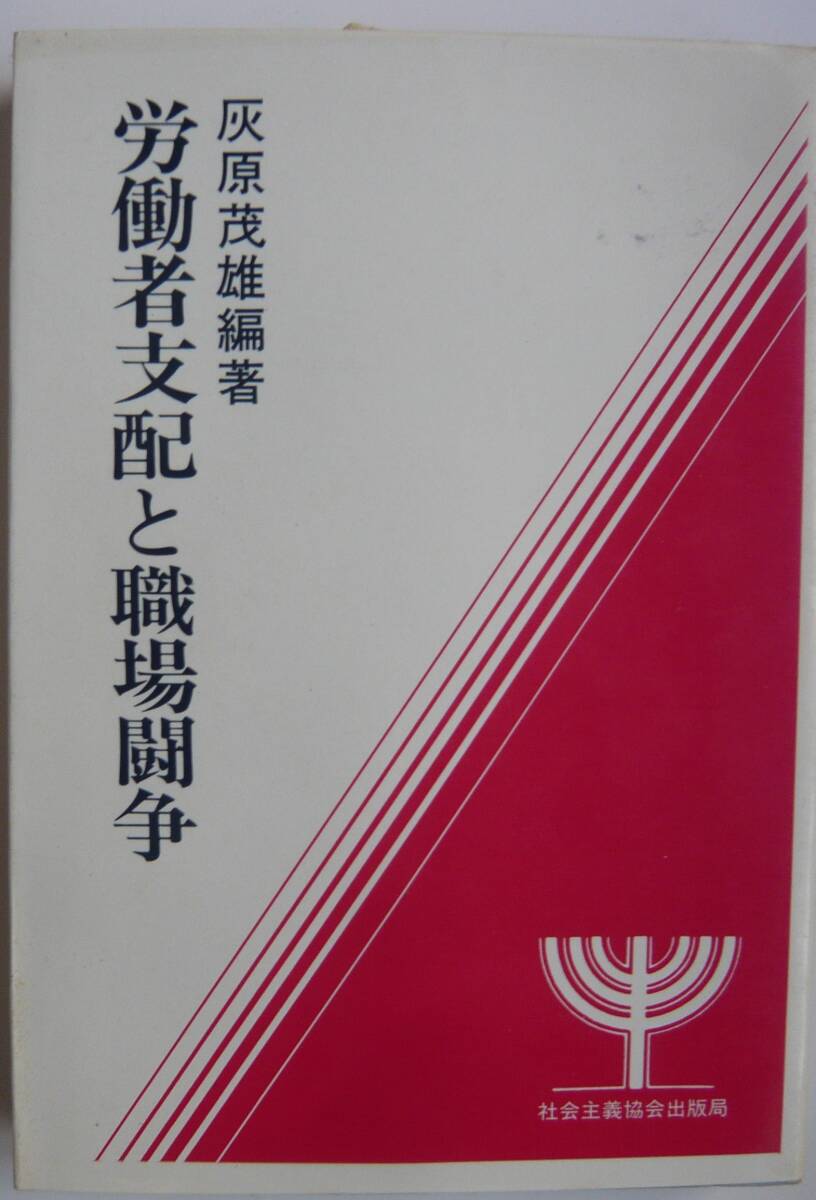 灰原茂雄編著
労働者支配と職場闘争
社会主義協会出版局